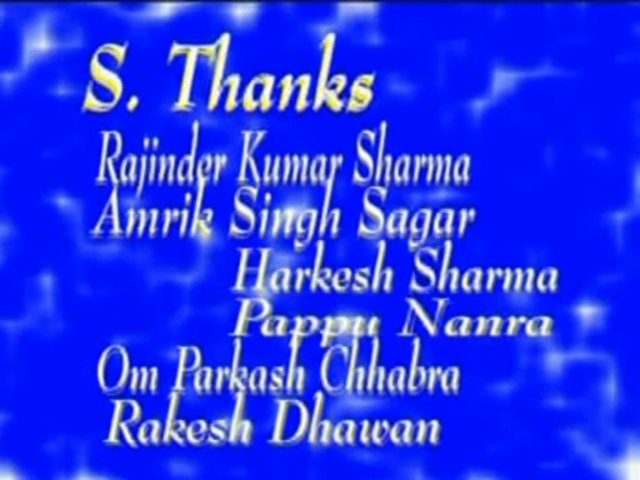 S. Thanks
Rajinder Kumar Sharma
Amrik Singh Sagar
Harkesh Sharma
Pappu Nanra
Om Parkash Chhabra
Rakesh Dhawan